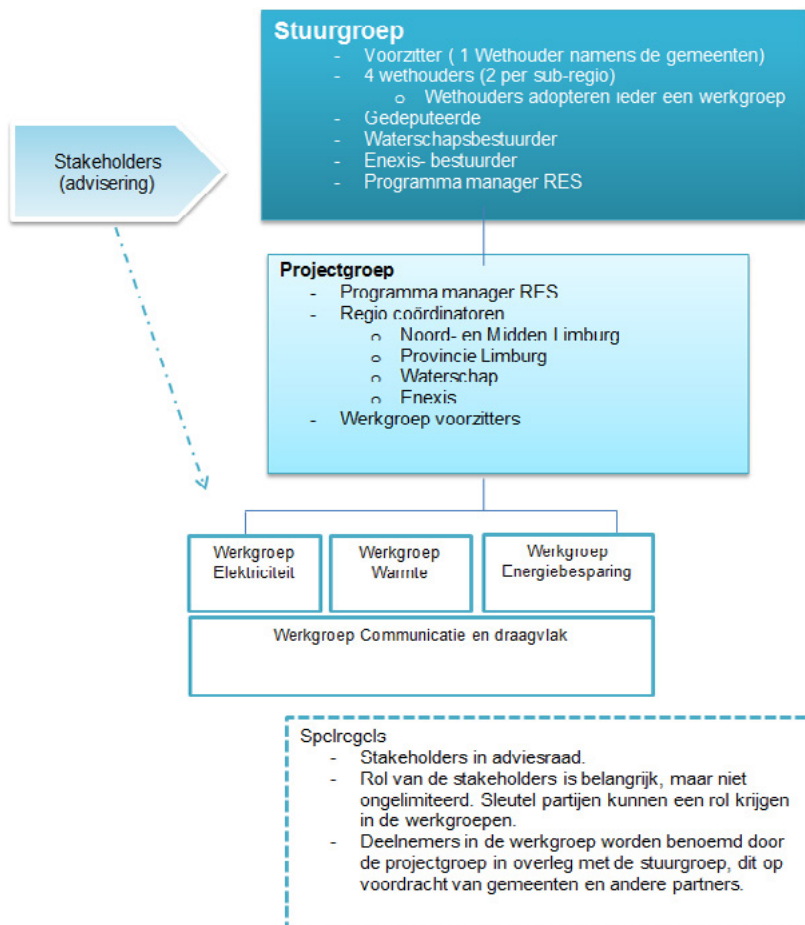 Stuurgroep
- Voorzitter ( 1 Wethouder namens de gemeenten)
- 4 wethouders (2 per sub-regio)
o Wethouders adopteren ieder een werkgroep
- Gedeputeerde
- Waterschapsbestuurder
- Enexis- bestuurder
- Programma manager RES
Stakeholders
(advisering)
Projectgroep
- Programma manager RES
- Regio coördinatoren
o Noord- en Midden Limburg
o Provincie Limburg
o Waterschap
o Enexis
- Werkgroep voorzitters
Werkgroep
Elektriciteit
Werkgroep
Warmte
Werkgroep
Energiebesparing
Werkgroep Communicatie en draagvlak
Spelregels
- Stakeholders in adviesraad.
- Rol van de stakeholders is belangrijk, maar niet
ongelimiteerd. Sleutel partijen kunnen een rol krijgen
in de werkgroepen.
- Deelnemers in de werkgroep worden benoemd door
de projectgroep in overleg met de stuurgroep, dit op
voordracht van gemeenten en andere partners.